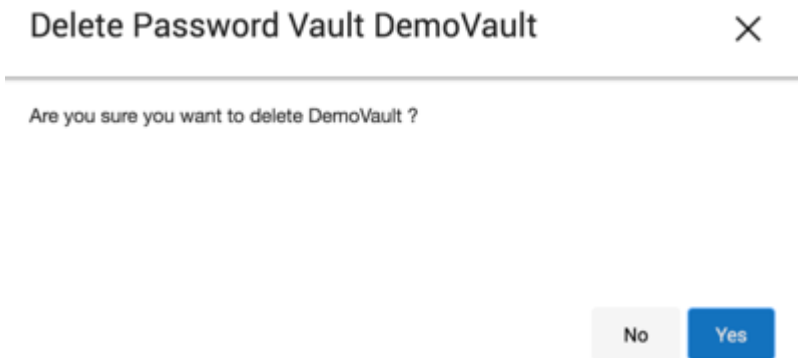 Delete Password Vault DemoVault
Are you sure you want to delete DemoVault ?
No
Yes